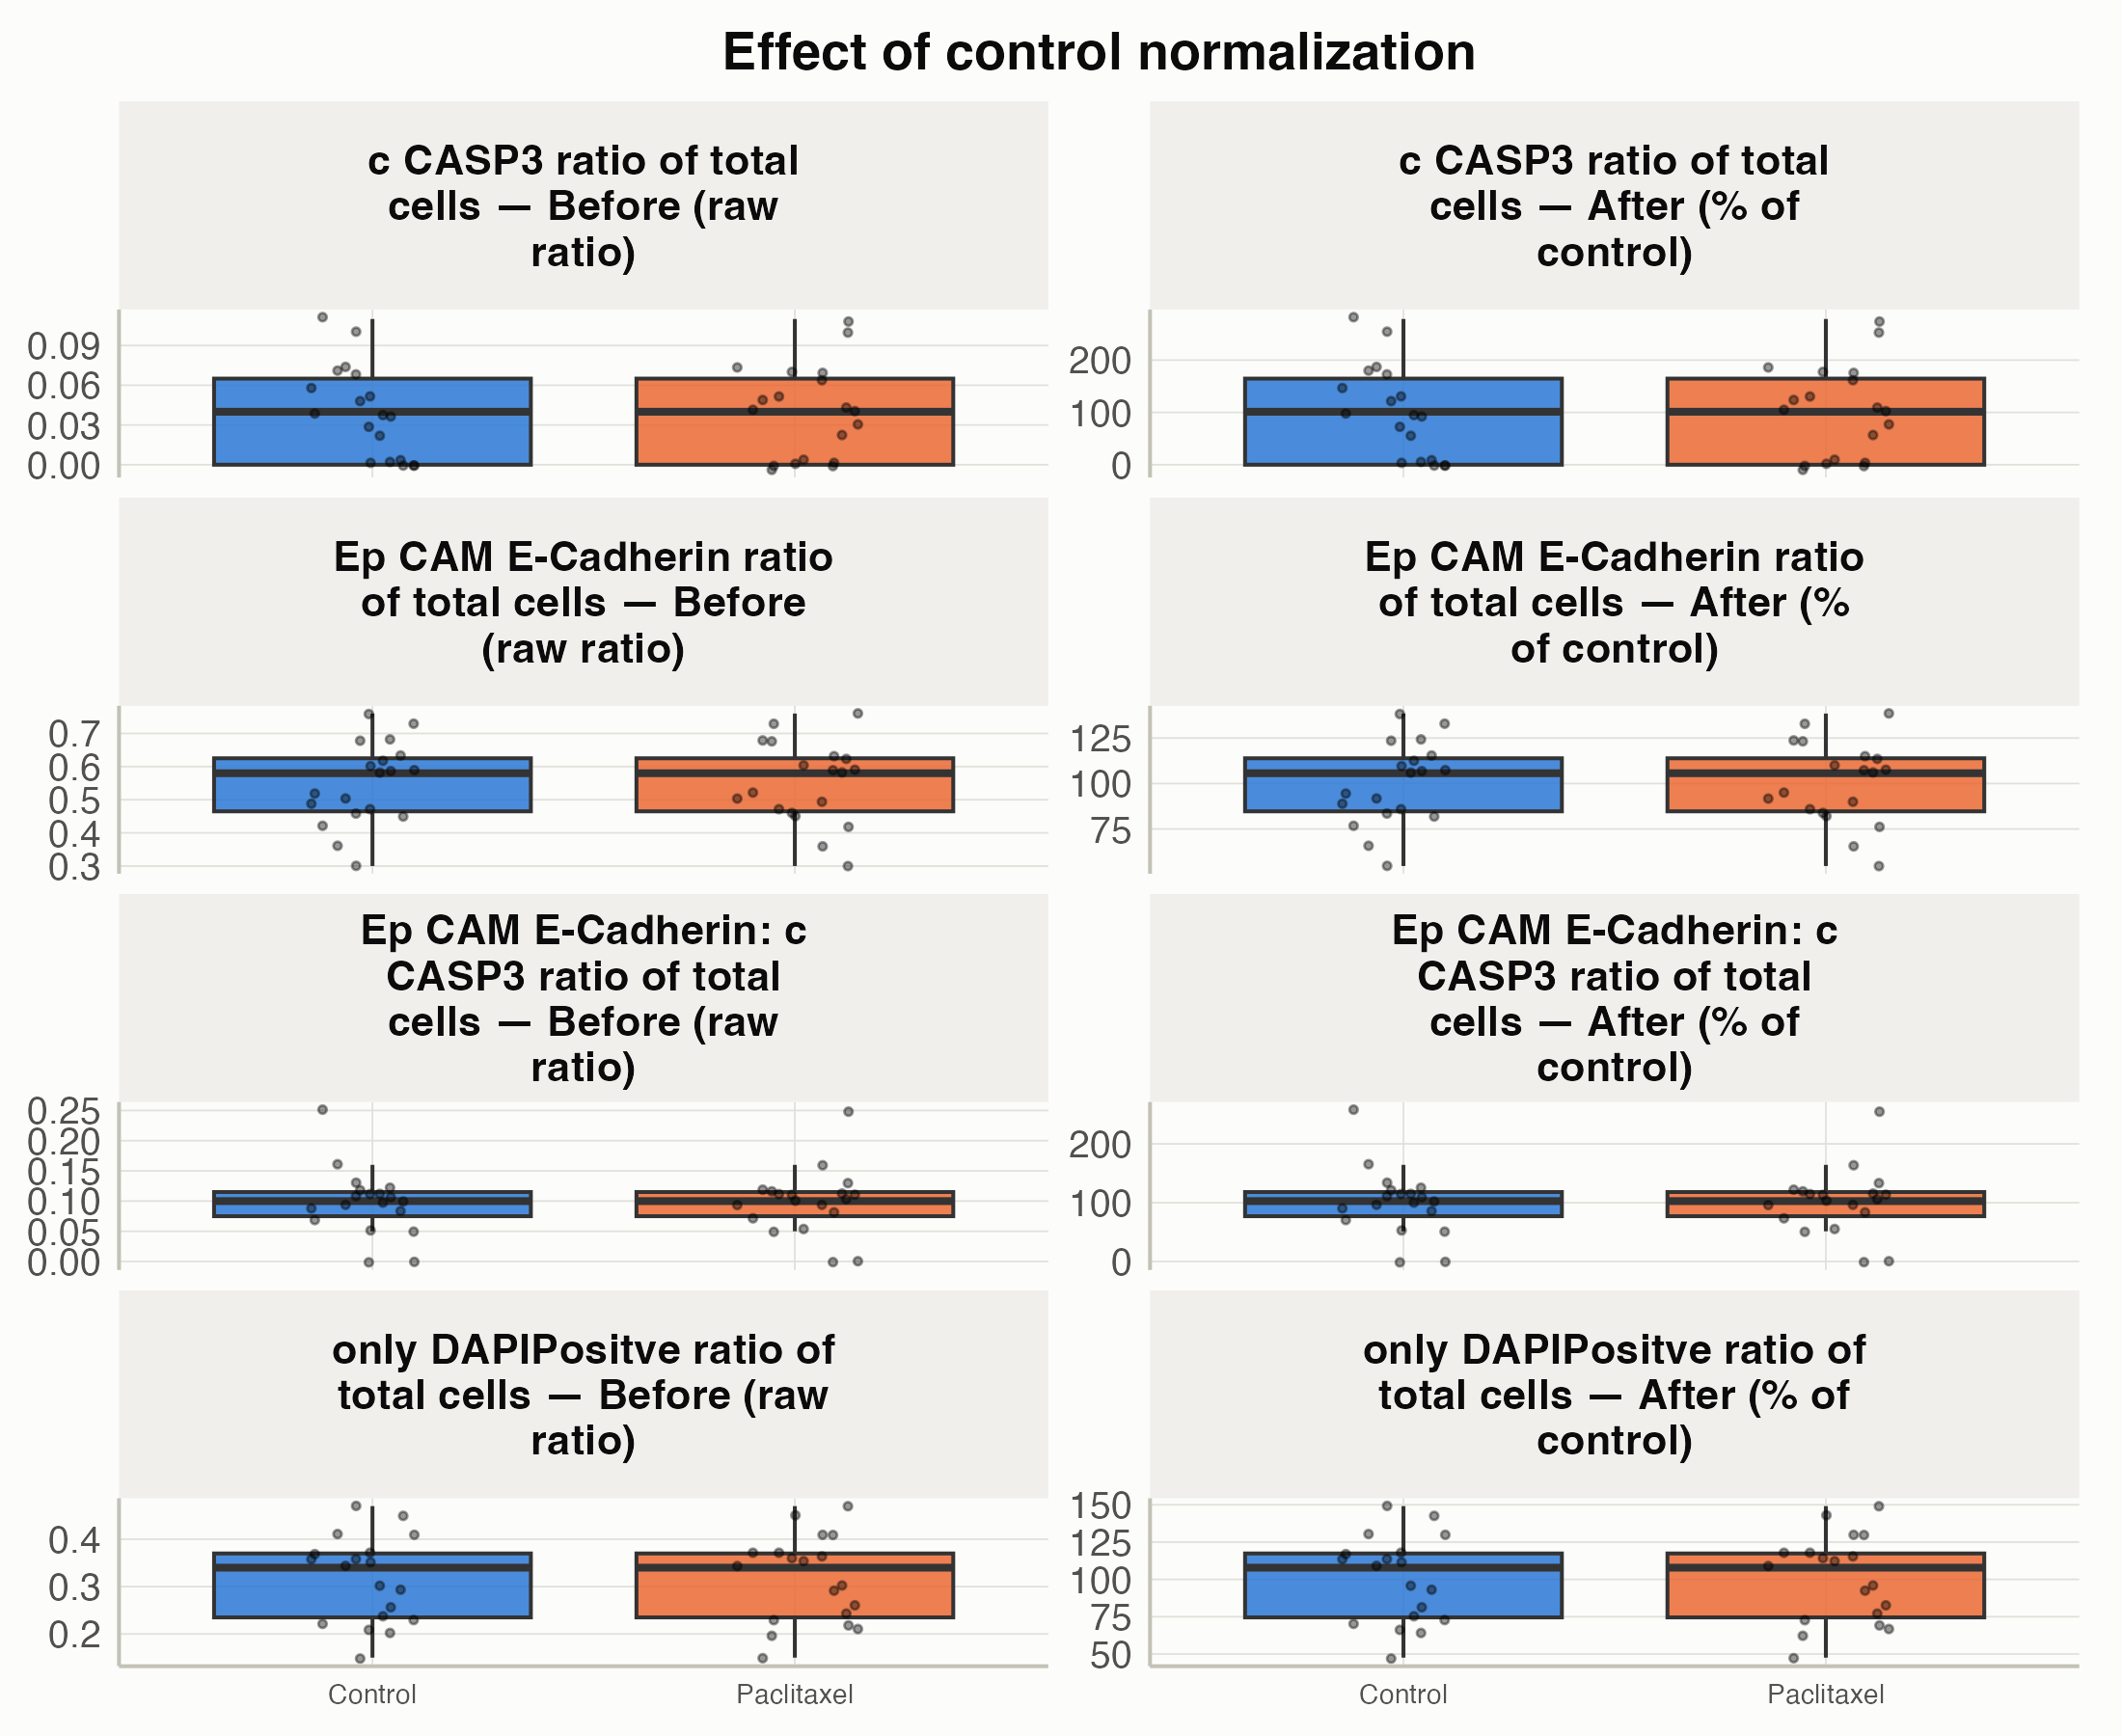 Effect of control normalization
c CASP3 ratio of total
cells — Before (raw
ratio)
c CASP3 ratio of total
cells — After (% of
control)
0.09
0.06
0.03
0.00
200
100
0
Ep CAM E-Cadherin ratio
of total cells — Before
(raw ratio)
Ep CAM E-Cadherin ratio
of total cells — After (%
of control)
0.7
0.6
0.5
0.4
0.3
125
100
75
Ep CAM E-Cadherin: c
CASP3 ratio of total
cells — Before (raw
ratio)
Ep CAM E-Cadherin: c
CASP3 ratio of total
cells — After (% of
control)
0.25
0.20
0.15
0.10
0.05
0.00
200
100
0
only DAPIPositve ratio of
total cells — Before (raw
ratio)
only DAPIPositve ratio of
total cells — After (% of
control)
0.4
0.3
0.2
150
125
100
75
50
Control
Paclitaxel
Control
Paclitaxel